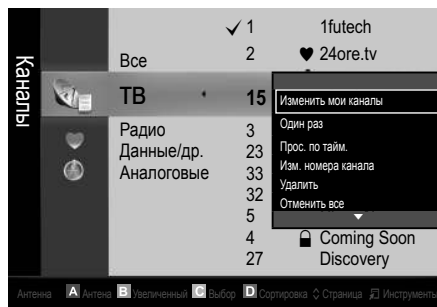 Каналы
✓ 1 1futech
Все 2 ♥ 24ore.tv
ТВ 15
Радио 3
Данные/др. 23
Аналоговые 33
32
5
4 Coming Soon
27 Discovery
Изменить мои каналы
Один раз
Прос. по тайм.
Изм. номера канала
Удалить
Отменить все
Антенна A Антена B Увеличенный C Выбор D Сортировка Страница Инструменты